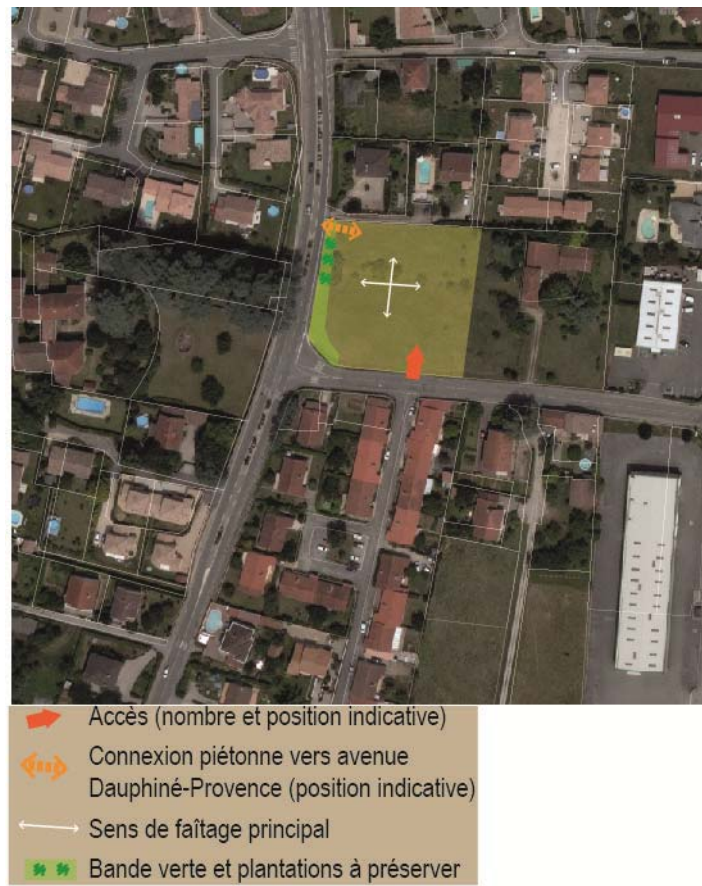 Accès (nombre et position indicative)
Connexion piétonne vers avenue
Dauphiné-Provence (position indicative)
Sens de faîtage principal
Bande verte et plantations à préserver